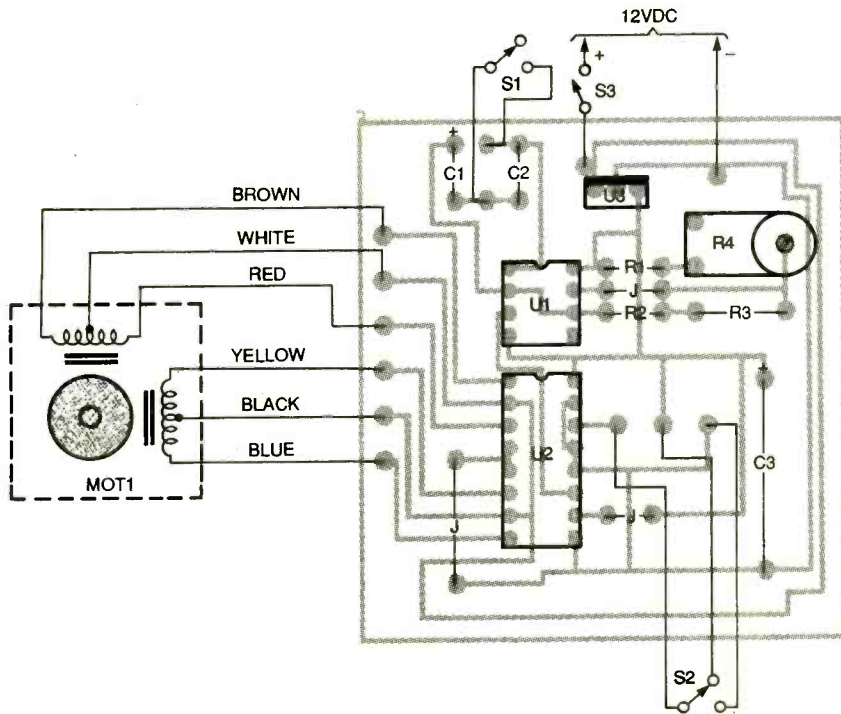 12VDC
+
−
S1
S3
+
C1
C2
U3
BROWN
WHITE
R4
RED
R1
J
U1
R2
R3
YELLOW
+
BLACK
U2
C3
BLUE
MOT1
J
J
S2